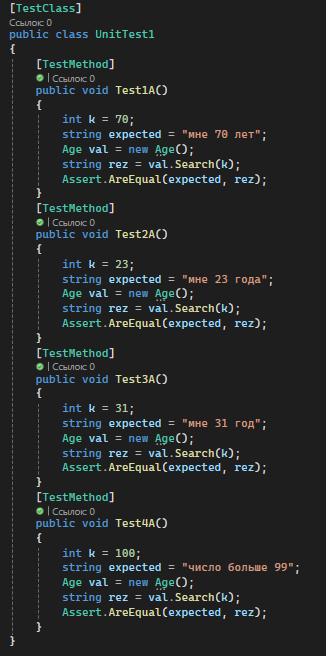 [TestClass]
Ссылок: 0
public class UnitTest1
{
[TestMethod]
| Ссылок: 0
public void Test1A()
{
int k = 70;
string expected = "мне 70 лет";
Age val = new Age();
string rez = val.Search(k);
Assert.AreEqual(expected, rez);
}
[TestMethod]
| Ссылок: 0
public void Test2A()
{
int k = 23;
string expected = "мне 23 года";
Age val = new Age();
string rez = val.Search(k);
Assert.AreEqual(expected, rez);
}
[TestMethod]
| Ссылок: 0
public void Test3A()
{
int k = 31;
string expected = "мне 31 год";
Age val = new Age();
string rez = val.Search(k);
Assert.AreEqual(expected, rez);
}
[TestMethod]
| Ссылок: 0
public void Test4A()
{
int k = 100;
string expected = "число больше 99";
Age val = new Age();
string rez = val.Search(k);
Assert.AreEqual(expected, rez);
}
}